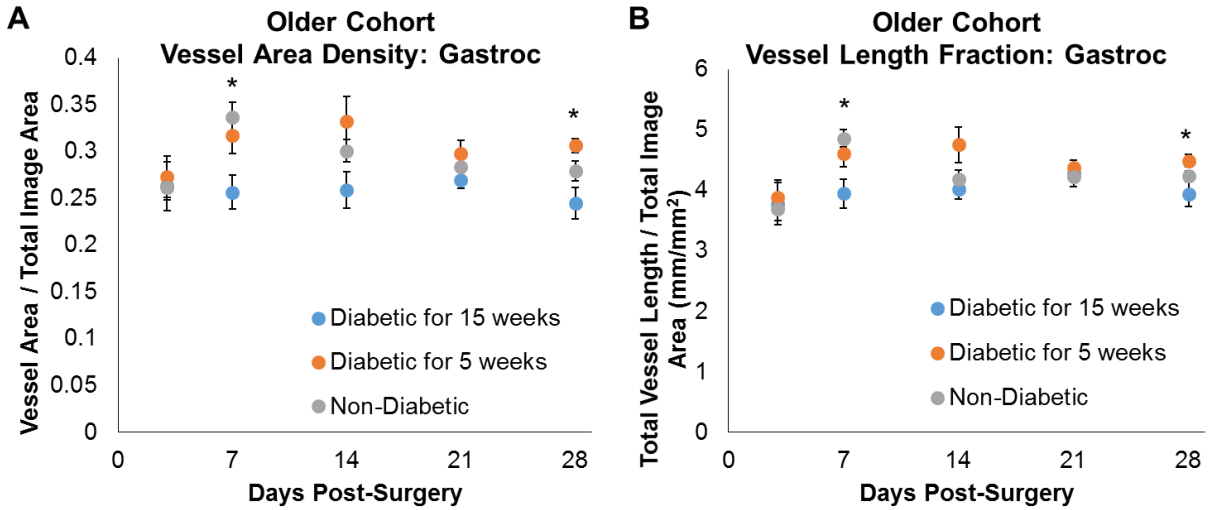 A
Older Cohort
Vessel Area Density: Gastroc
Vessel Area / Total Image Area
0.4
0.35
0.3
0.25
0.2
0.15
0.1
0.05
0
*
*
Diabetic for 15 weeks
Diabetic for 5 weeks
Non-Diabetic
0 7 14 21 28
Days Post-Surgery
B
Older Cohort
Vessel Length Fraction: Gastroc
Total Vessel Length / Total Image
Area (mm/mm²)
6
5
4
3
2
1
0
*
*
Diabetic for 15 weeks
Diabetic for 5 weeks
Non-Diabetic
0 7 14 21 28
Days Post-Surgery